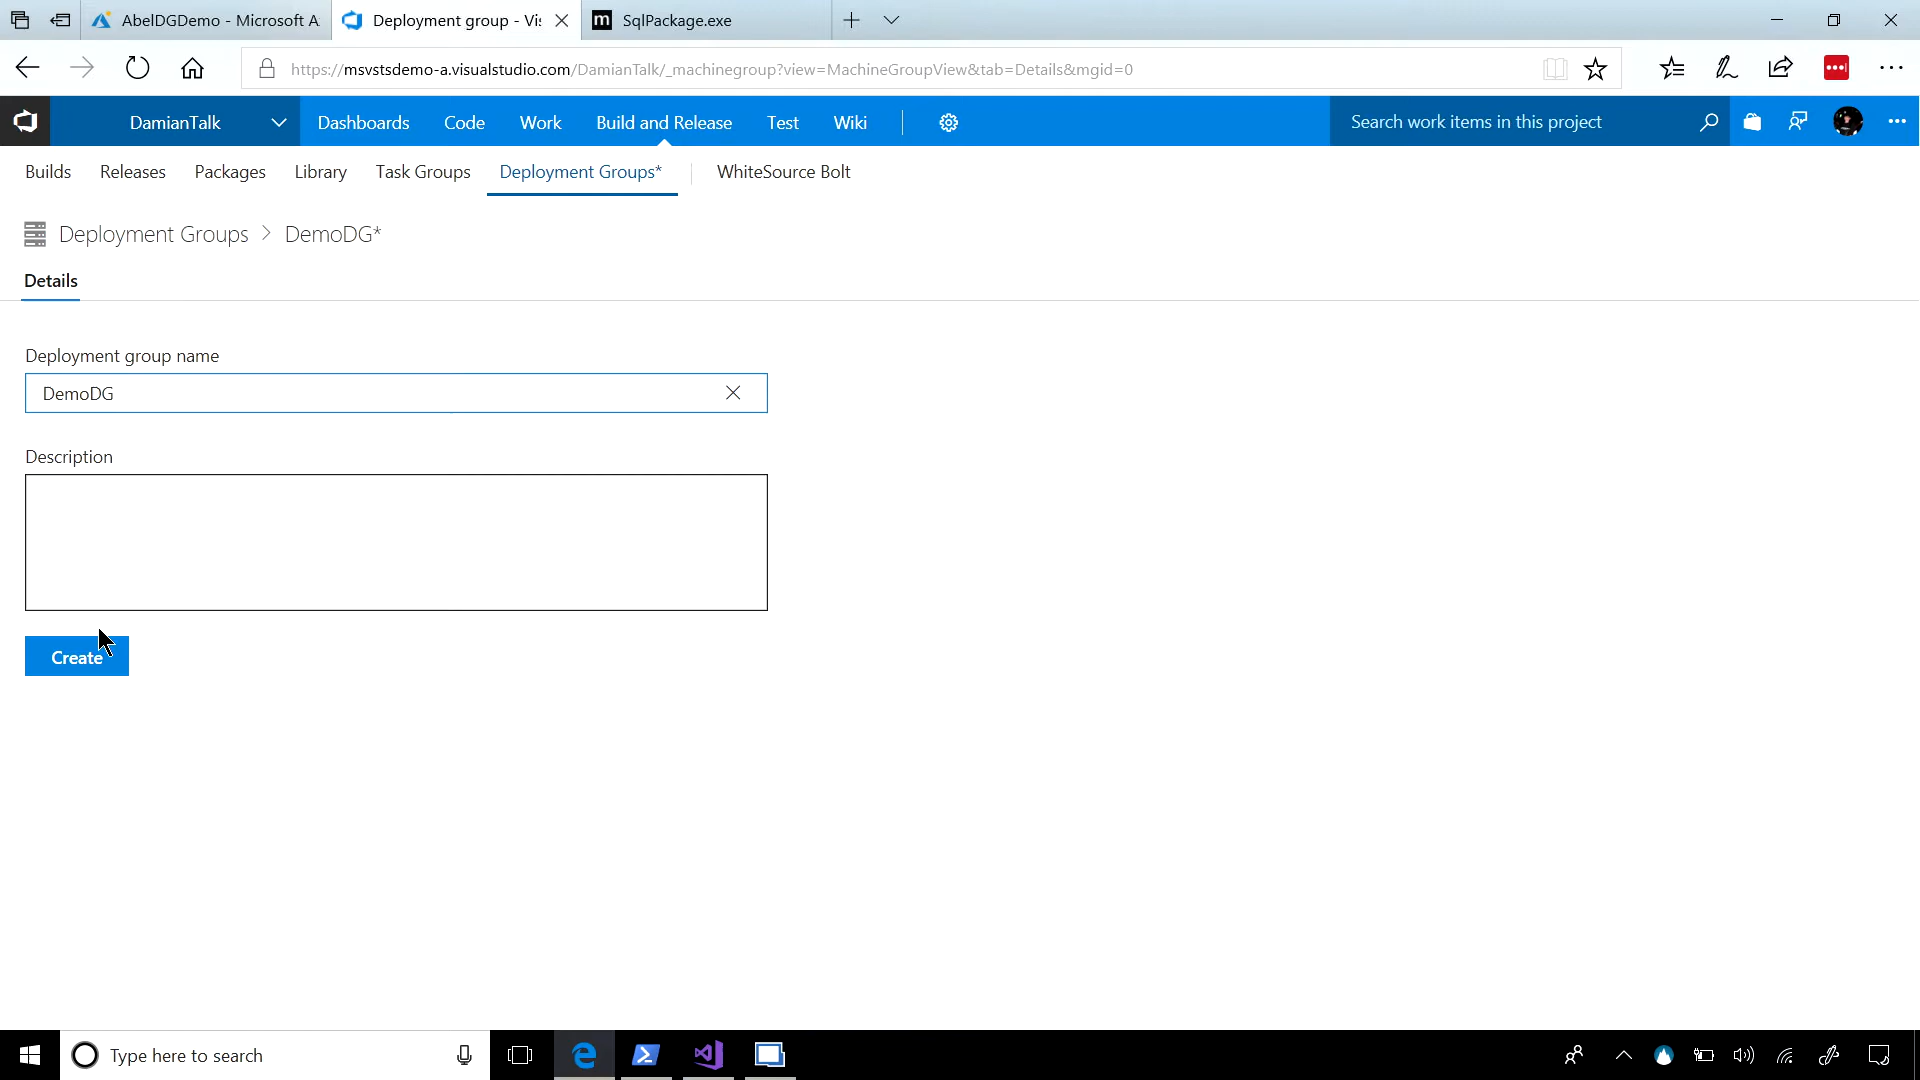 AbelDGDemo - Microsoft A
Deployment group - Vi
SqlPackage.exe
https://msvstsdemo-a.visualstudio.com/DamianTalk/_machinegroup?view=MachineGroupView&tab=Details&mgid=0
DamianTalk
Dashboards
Code
Work
Build and Release
Test
Wiki
Search work items in this project
Builds
Releases
Packages
Library
Task Groups
Deployment Groups*
WhiteSource Bolt
Deployment Groups > DemoDG*
Details
Deployment group name
DemoDG
Description
Create
Type here to search